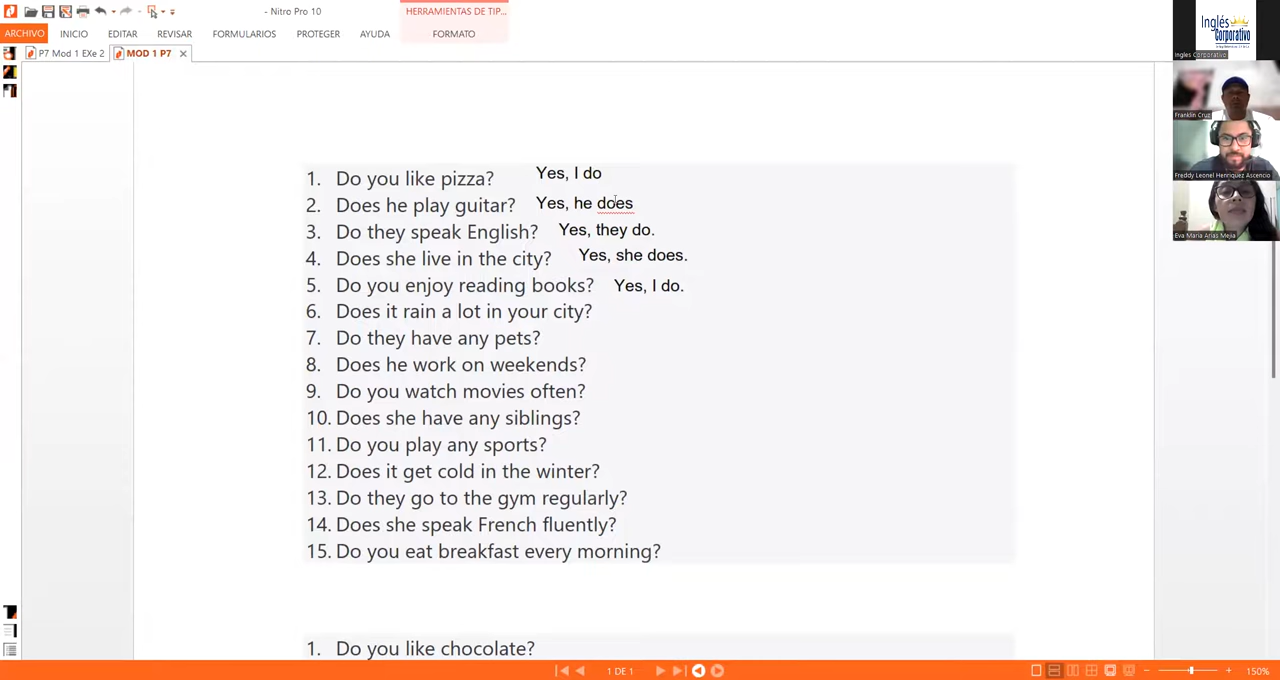 - Nitro Pro 10
HERRAMIENTAS DE TIP...
ARCHIVO INICIO EDITAR REVISAR FORMULARIOS PROTEGER AYUDA FORMATO
P7 Mod 1 EXe 2 MOD 1 P7
1. Do you like pizza? Yes, I do
2. Does he play guitar? Yes, he does
3. Do they speak English? Yes, they do.
4. Does she live in the city? Yes, she does.
5. Do you enjoy reading books? Yes, I do.
6. Does it rain a lot in your city?
7. Do they have any pets?
8. Does he work on weekends?
9. Do you watch movies often?
10. Does she have any siblings?
11. Do you play any sports?
12. Does it get cold in the winter?
13. Do they go to the gym regularly?
14. Does she speak French fluently?
15. Do you eat breakfast every morning?
1. Do you like chocolate?
1 DE 1
150%
Inglés
Corporativo
Ingles Corporativo
Franklin Cruz
Freddy Leonel Henriquez Ascencio
Eva Maria Arias Mejia